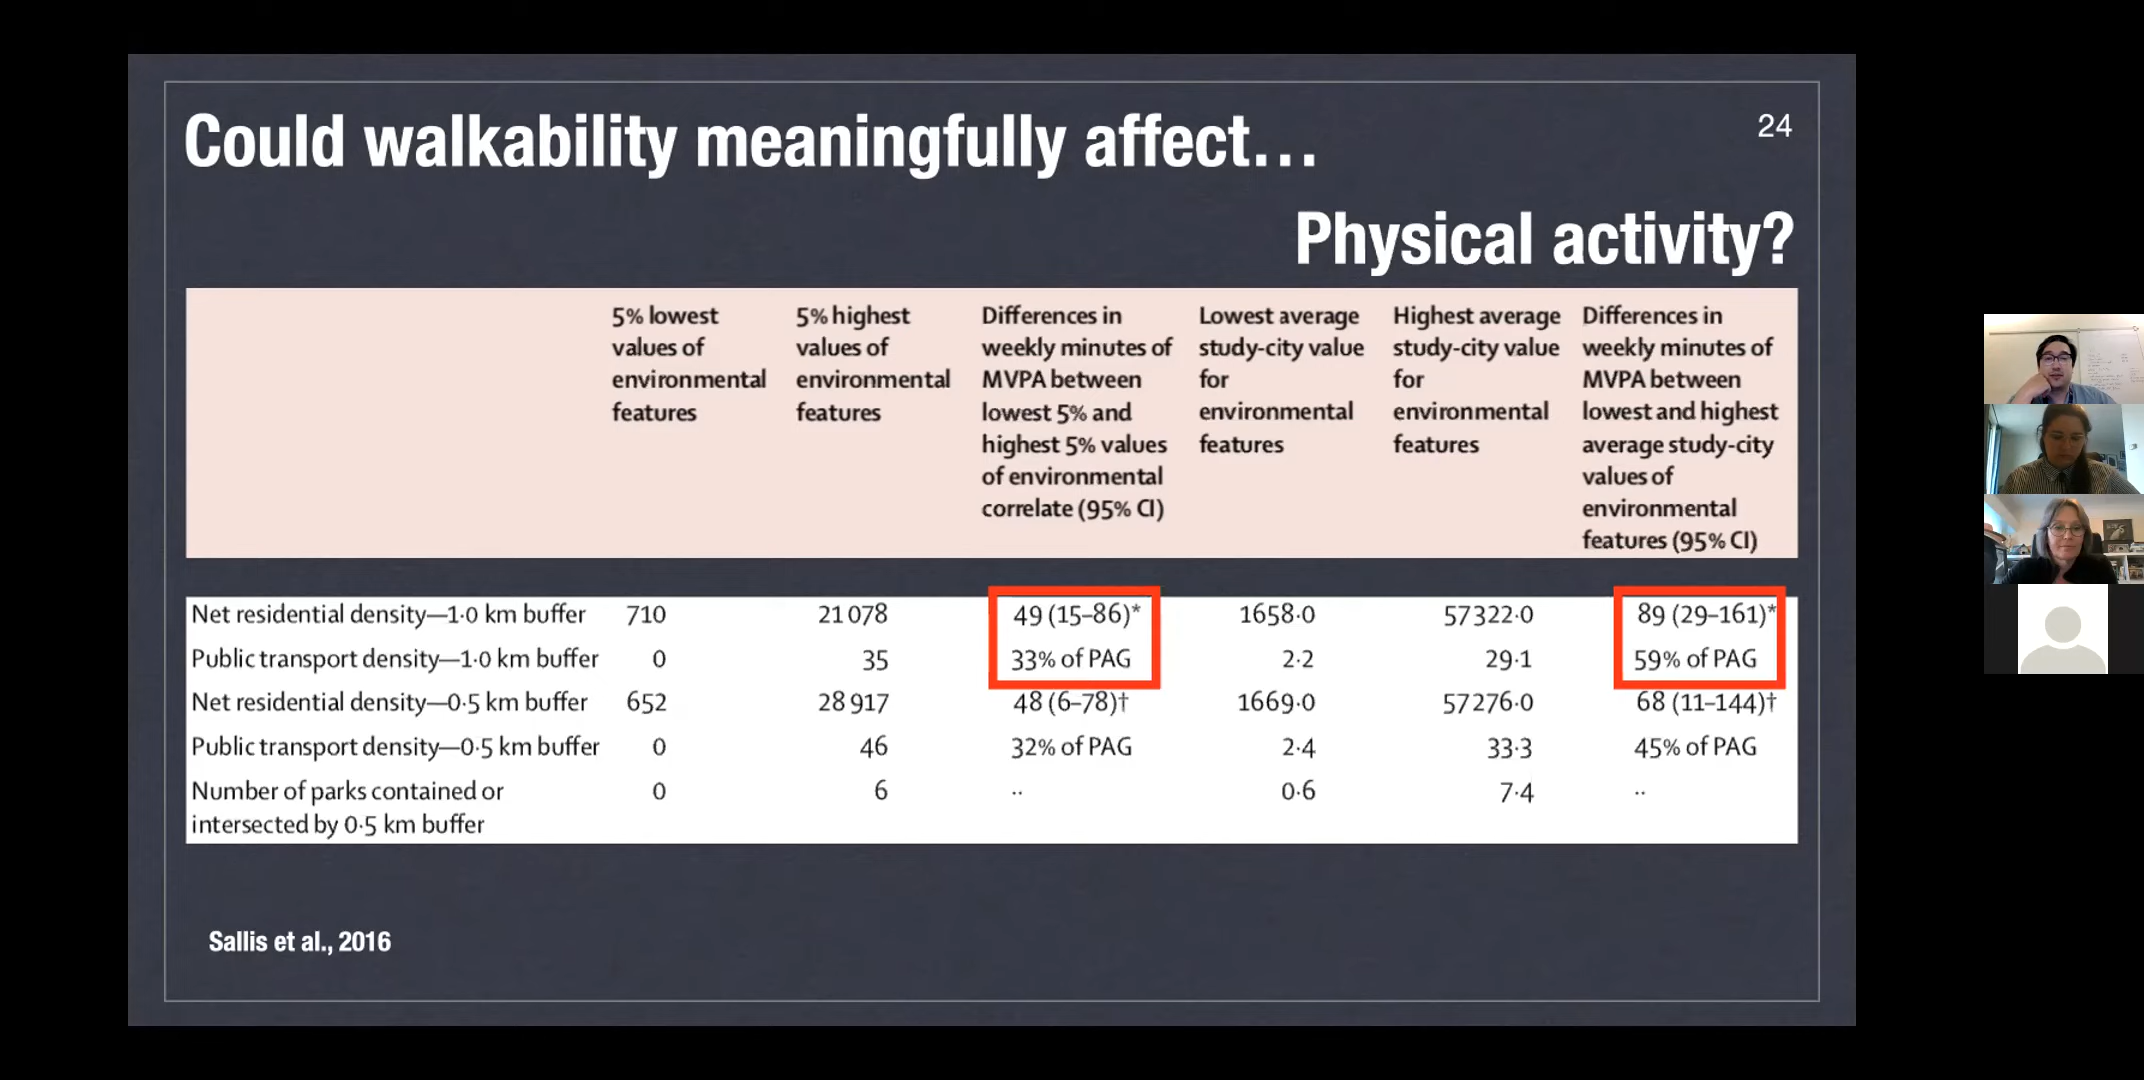 Could walkability meaningfully affect…
24
Physical activity?
5% lowest values of environmental features
5% highest values of environmental features
Differences in weekly minutes of MVPA between lowest 5% and highest 5% values of environmental correlate (95% CI)
Lowest average study-city value for environmental features
Highest average study-city value for environmental features
Differences in weekly minutes of MVPA between lowest and highest average study-city values of environmental features (95% CI)
Net residential density—1·0 km buffer 710 21 078 49 (15–86)* 1658·0 57322·0 89 (29–161)*
Public transport density—1·0 km buffer 0 35 33% of PAG 2·2 29·1 59% of PAG
Net residential density—0·5 km buffer 652 28 917 48 (6–78)† 1669·0 57276·0 68 (11–144)†
Public transport density—0·5 km buffer 0 46 32% of PAG 2·4 33·3 45% of PAG
Number of parks contained or 0 6 ·· 0·6 7·4 ··
intersected by 0·5 km buffer
Sallis et al., 2016